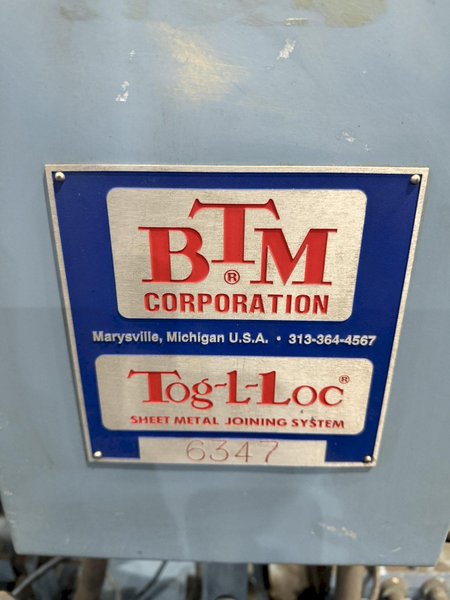 BTM®
CORPORATION
Marysville, Michigan U.S.A. • 313-364-4567
Tog-L-Loc®
SHEET METAL JOINING SYSTEM
6347